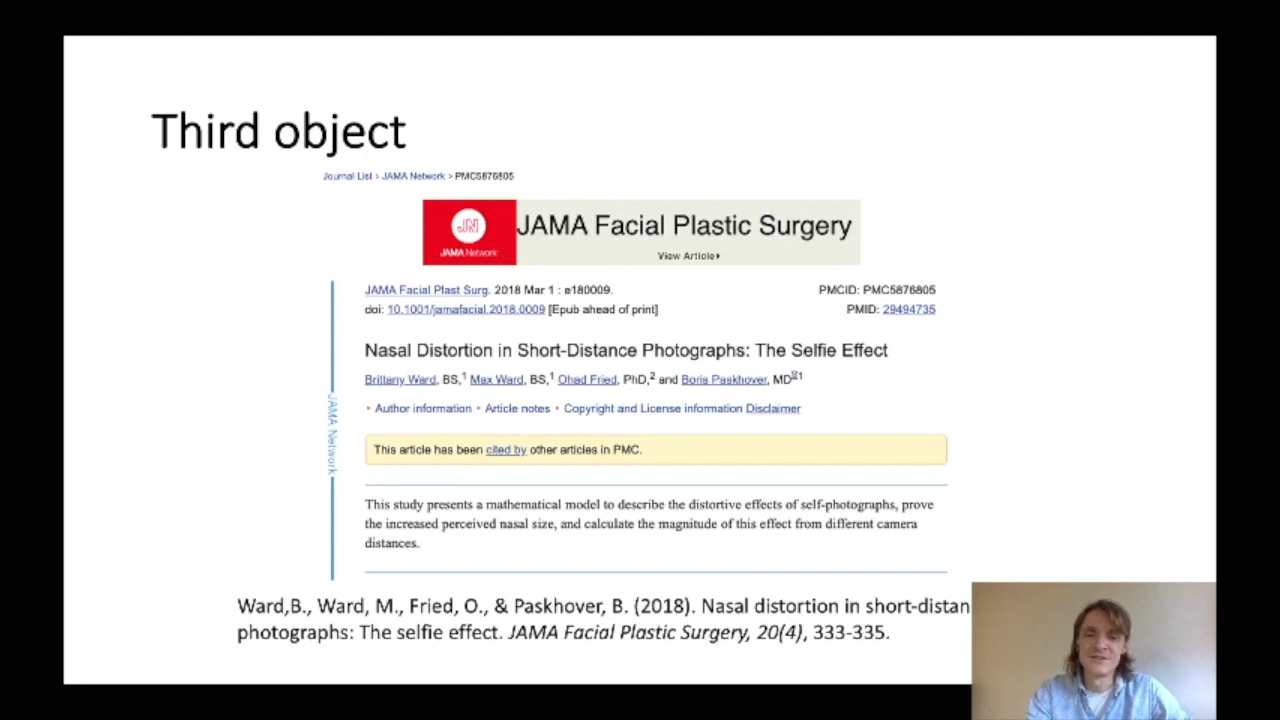 Third object
Journal List > JAMA Network > PMC5876805
JAMA Facial Plastic Surgery
JAMA Network
View Article
JAMA Facial Plast Surg. 2018 Mar 1 : e180009.
PMCID: PMC5876805
doi: 10.1001/jamafacial.2018.0009 [Epub ahead of print]
PMID: 29494735
Nasal Distortion in Short-Distance Photographs: The Selfie Effect
Brittany Ward, BS,1 Max Ward, BS,1 Ohad Fried, PhD,2 and Boris Paskhover, MD1
• Author information • Article notes • Copyright and License information Disclaimer
JAMA Network
This article has been cited by other articles in PMC.
This study presents a mathematical model to describe the distortive effects of self-photographs, prove
the increased perceived nasal size, and calculate the magnitude of this effect from different camera
distances.
Ward,B., Ward, M., Fried, O., & Paskhover, B. (2018). Nasal distortion in short-distan
photographs: The selfie effect. JAMA Facial Plastic Surgery, 20(4), 333-335.